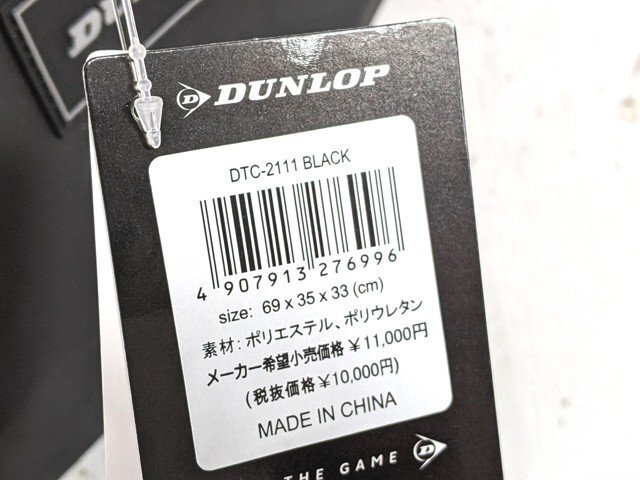 DUNLOP
DTC-2111 BLACK
4 907913 276996
size: 69 x 35 x 33 (cm)
素材: ポリエステル、ポリウレタン
メーカー希望小売価格 ¥11,000円
(税抜価格¥10,000円)
MADE IN CHINA
THE GAME